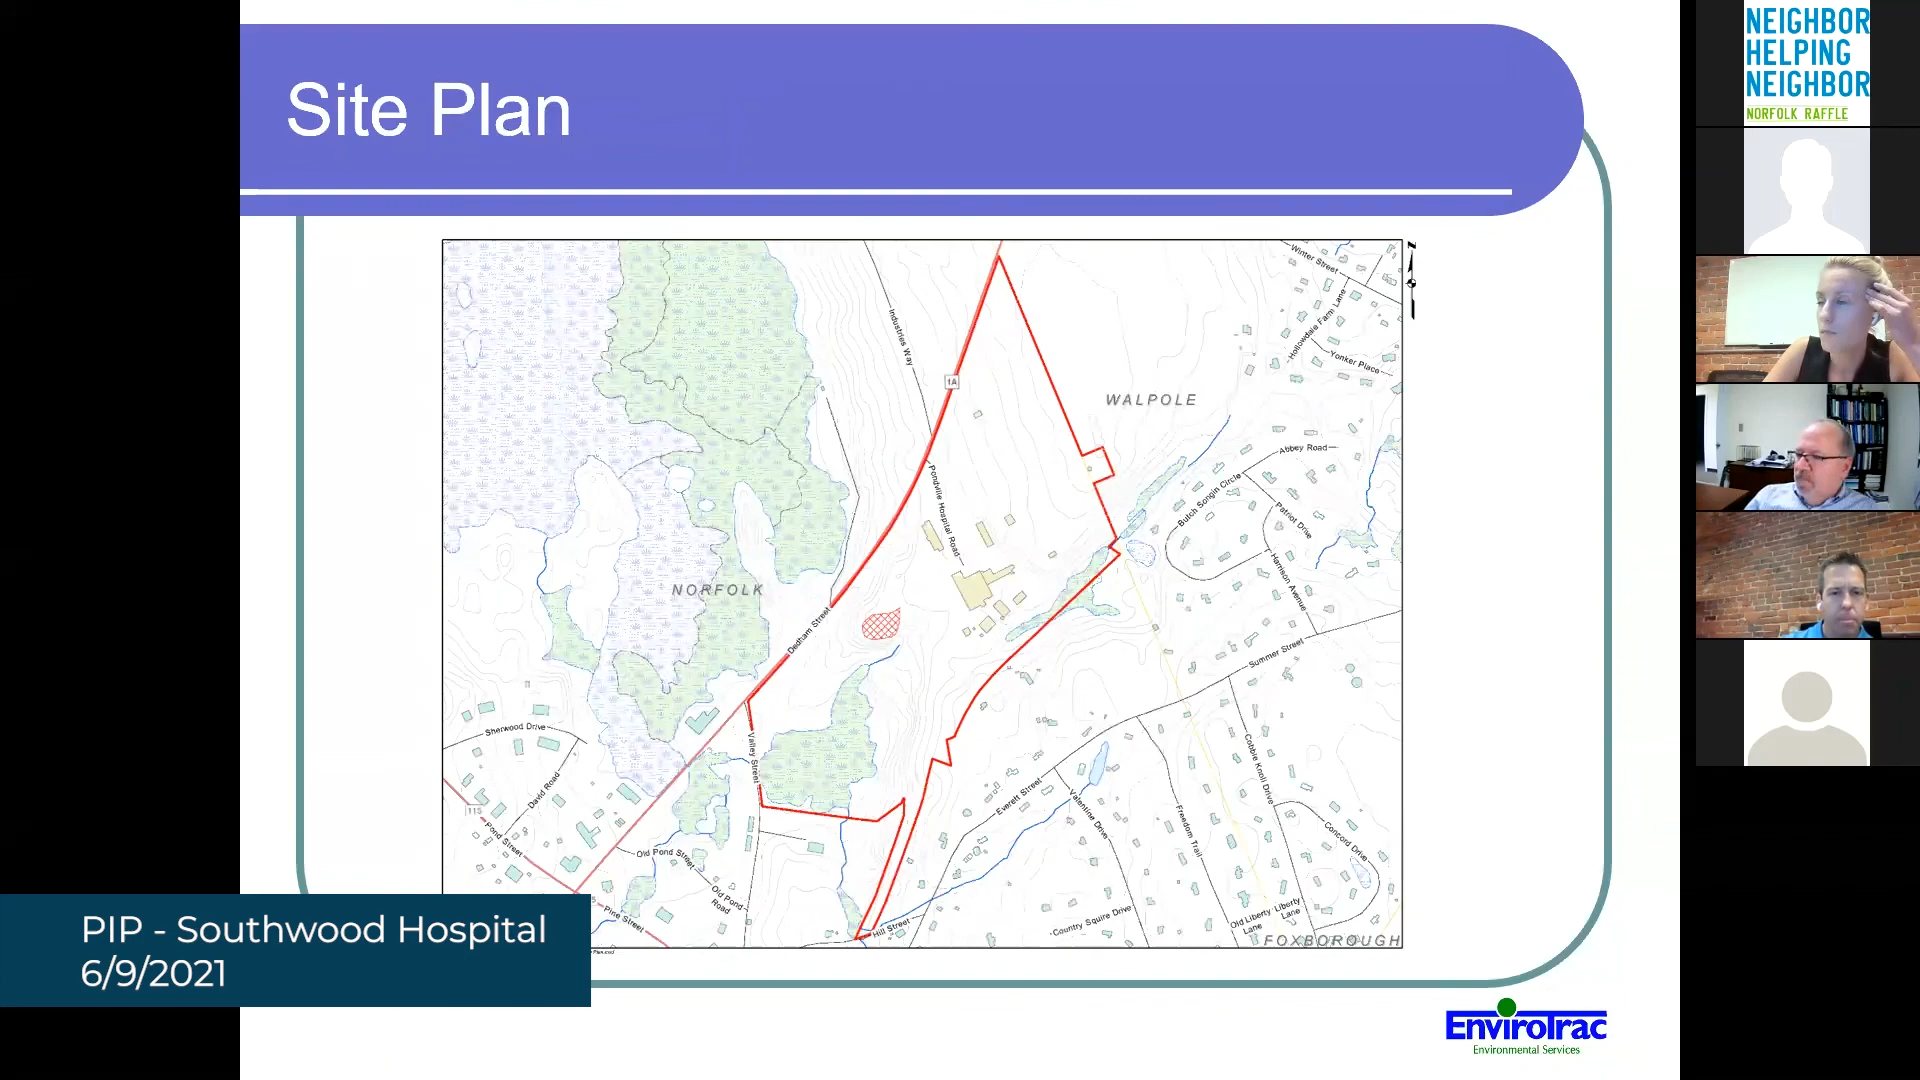 Site Plan
Winter Street
Hollowdale Farm Lane
Yonker Place
Industries Way
1A
WALPOLE
Abbey Road
Butch Songin Circle
Patriot Drive
Pondville Hospital Road
Harrison Avenue
NORFOLK
Dedham Street
Summer Street
Sherwood Drive
Valley Street
David Road
115
Pond Street
Everett Street
Valentine Drive
Cobble Knoll Drive
Freedom Trail
Concord Drive
Old Pond Street
Old Pond
Road
Pine Street
Hill Street
Country Squire Drive
Old Liberty
Lane
Liberty
Lane
FOXBOROUGH
PIP - Southwood Hospital
6/9/2021
EnviroTrac
Environmental Services
NEIGHBOR
HELPING
NEIGHBOR
NORFOLK RAFFLE